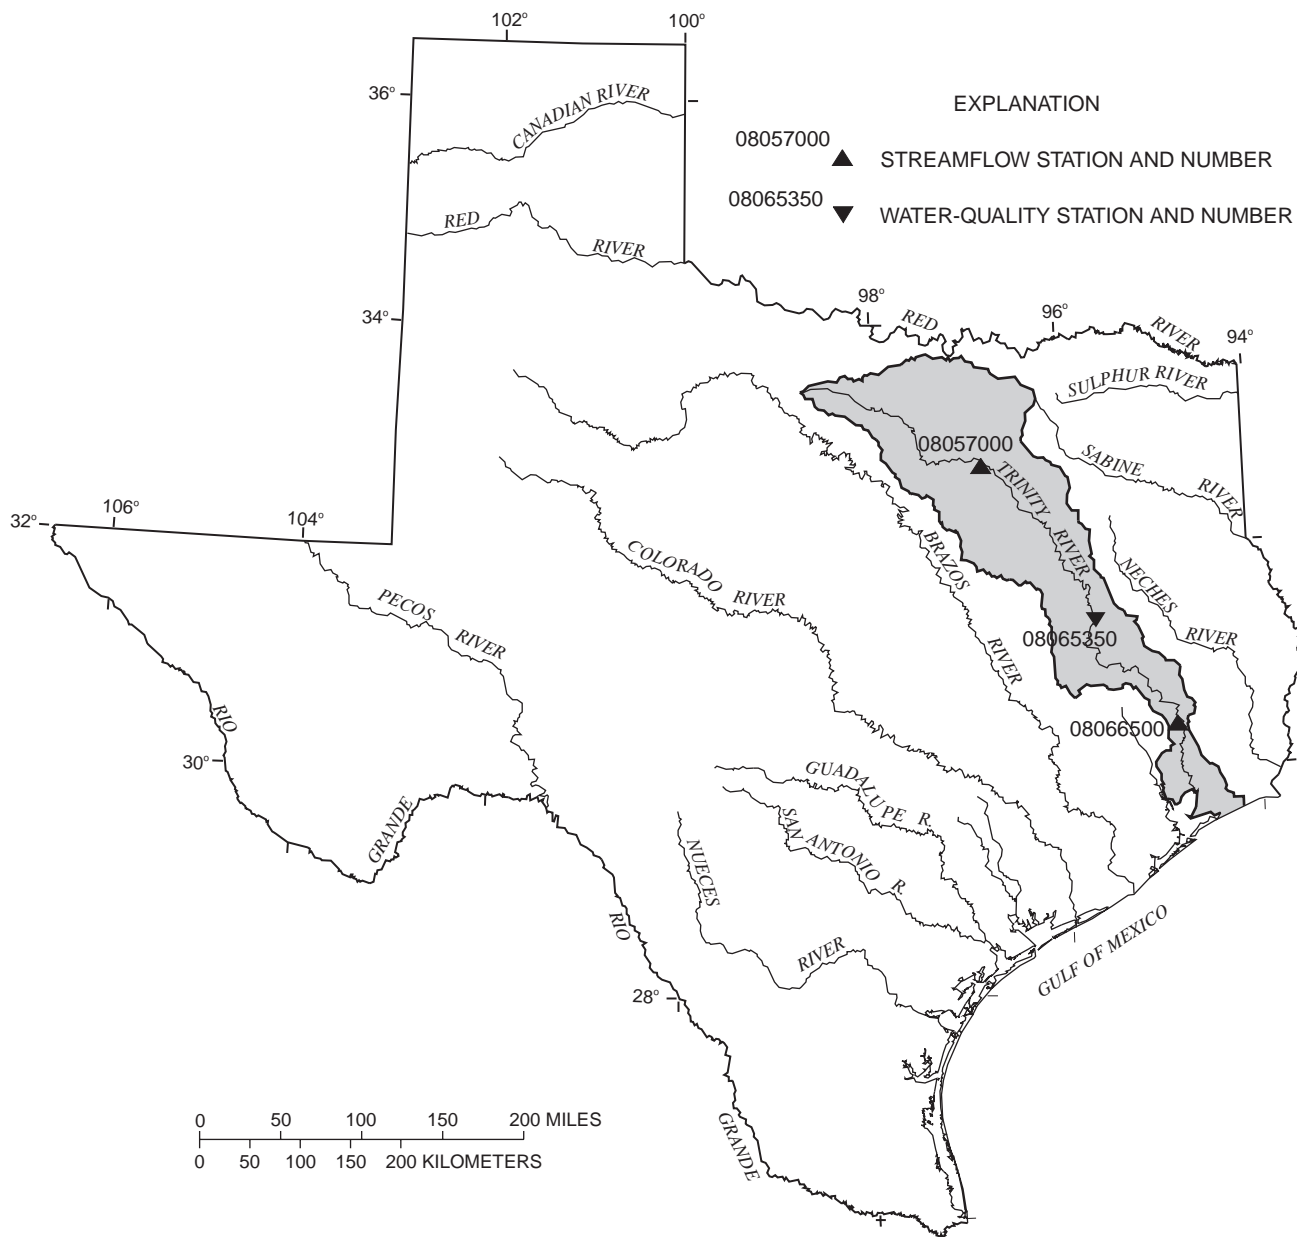 102°
100°
36°
CANADIAN RIVER
EXPLANATION
08057000
STREAMFLOW STATION AND NUMBER
08065350
WATER-QUALITY STATION AND NUMBER
RED
RIVER
34°
98°
RED
96°
RIVER
94°
SULPHUR RIVER
08057000
TRINITY RIVER
SABINE
RIVER
32°
106°
104°
BRAZOS
RIVER
COLORADO
RIVER
NECHES
RIVER
PECOS
RIVER
08065350
RIO
08066500
30°
GRANDE
GUADALUPE R.
SAN ANTONIO R.
NUECES
RIVER
RIO
GULF OF MEXICO
28°
GRANDE
0 50 100 150 200 MILES
0 50 100 150 200 KILOMETERS